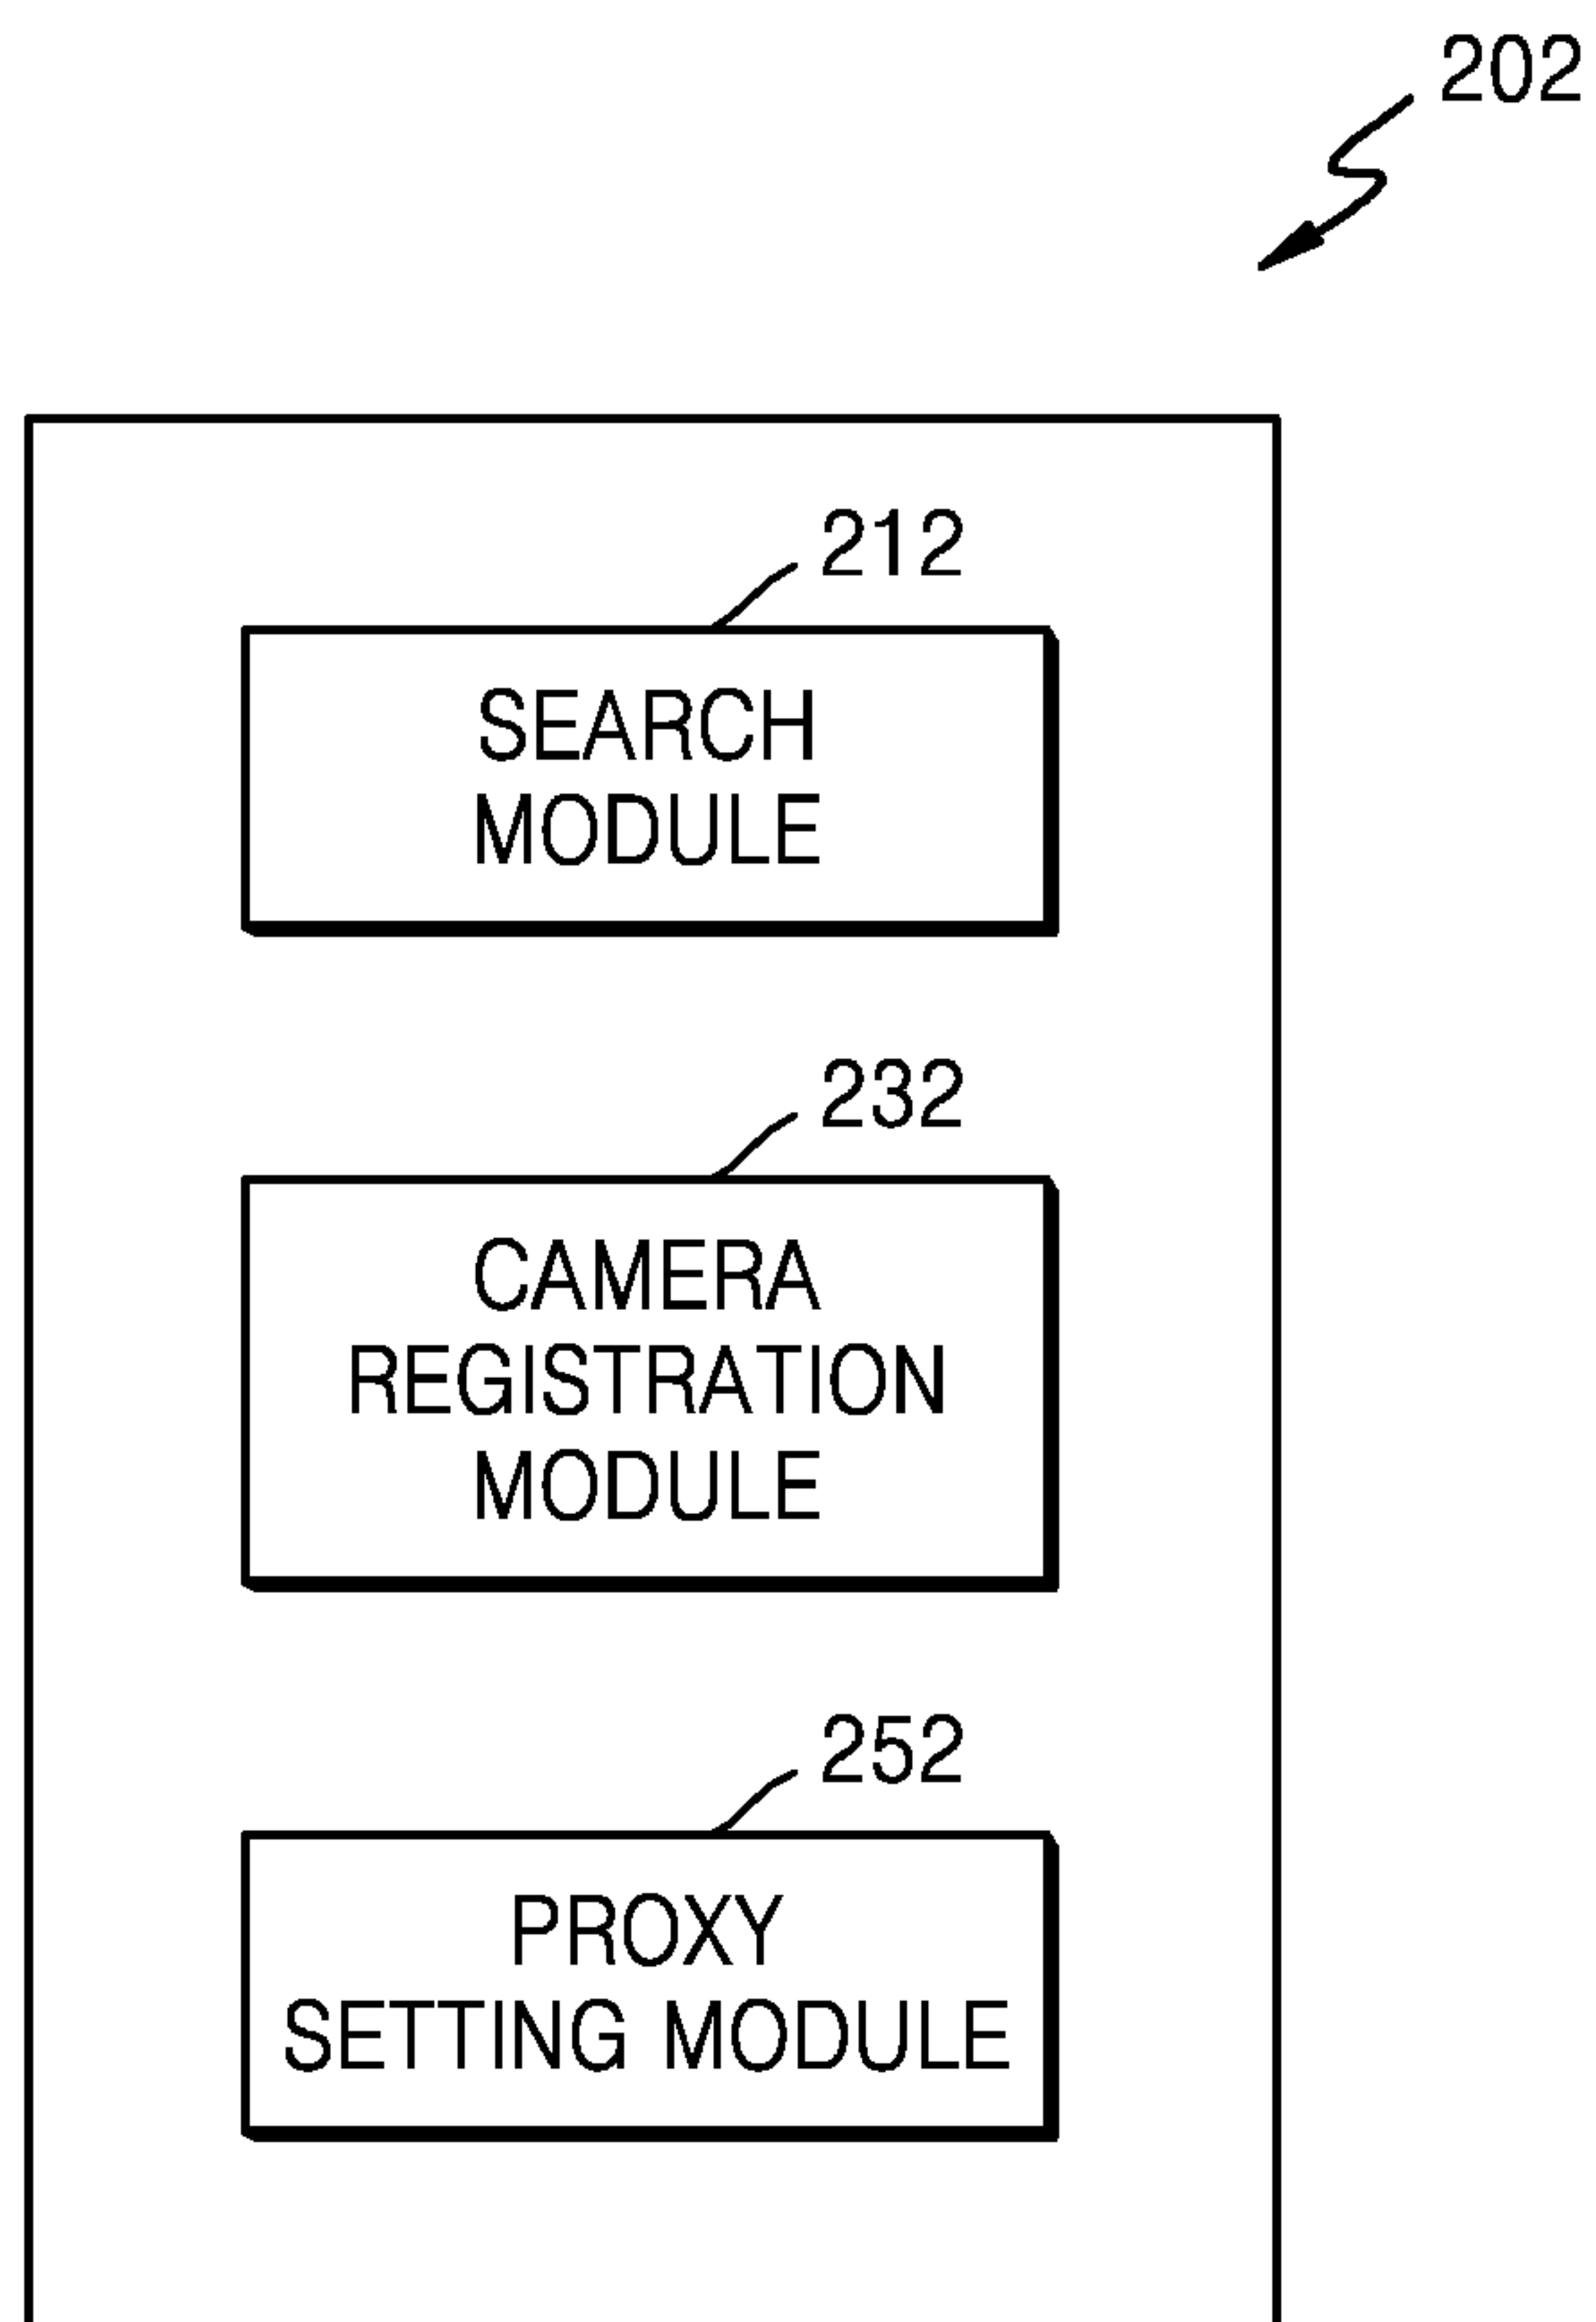 202
212
SEARCH
MODULE
232
CAMERA
REGISTRATION
MODULE
252
PROXY
SETTING MODULE